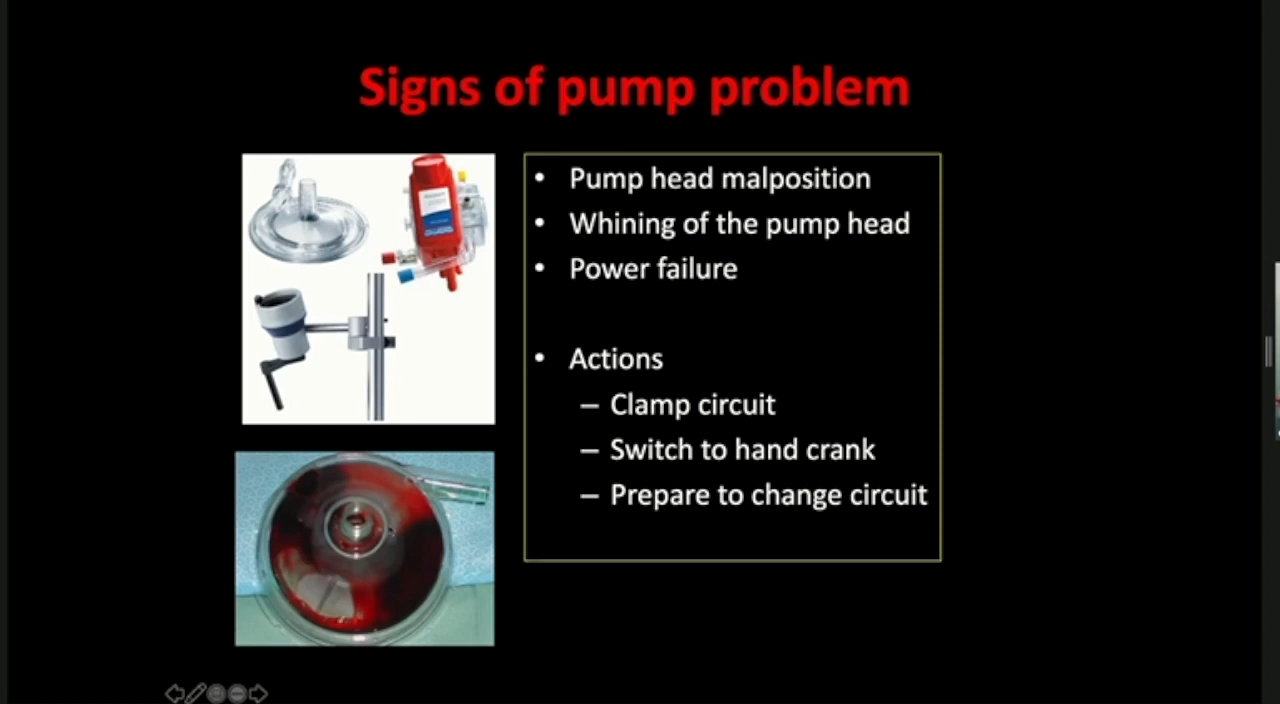 Signs of pump problem
• Pump head malposition
• Whining of the pump head
• Power failure
• Actions
– Clamp circuit
– Switch to hand crank
– Prepare to change circuit